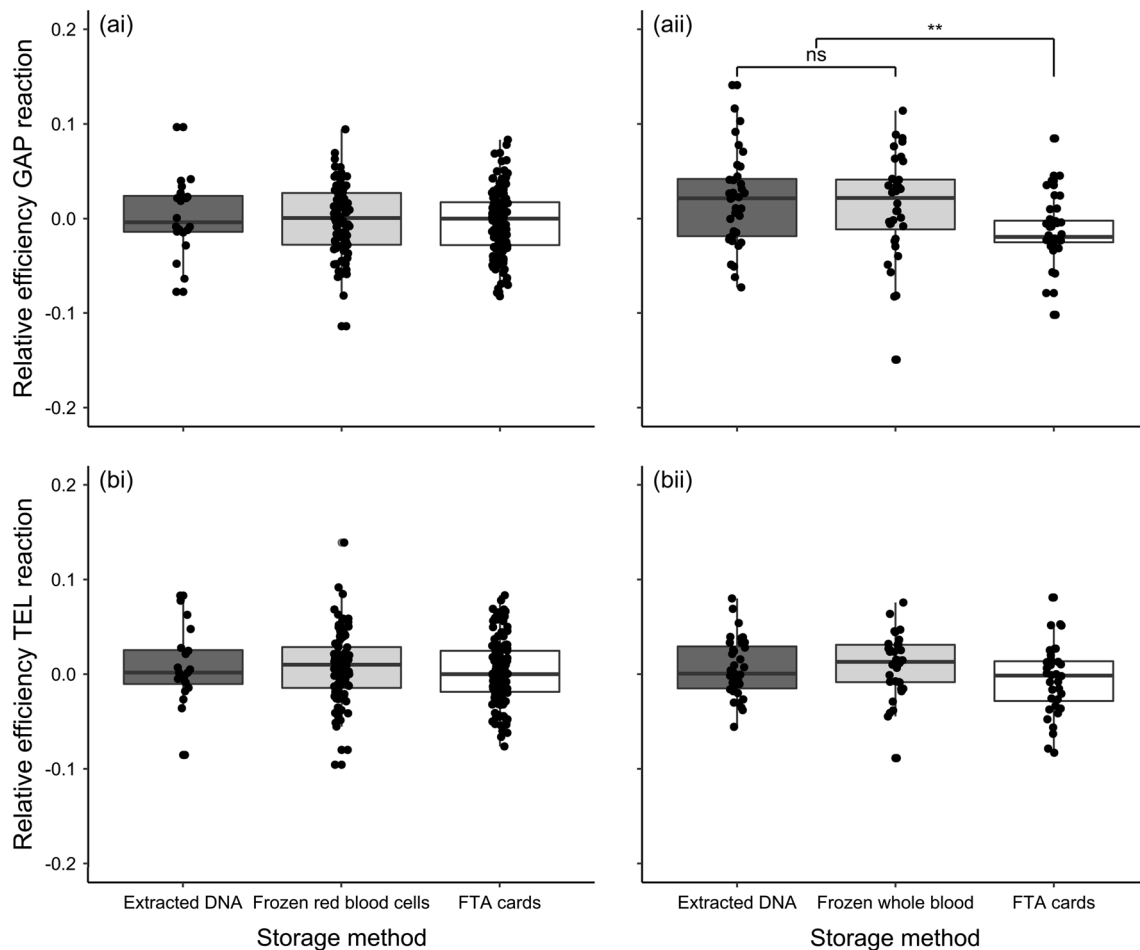 (ai)
0.2
0.1
0.0
-0.1
-0.2
Relative efficiency GAP reaction
(aii)
**
ns
(bi)
0.2
0.1
0.0
-0.1
-0.2
Relative efficiency TEL reaction
(bii)
Extracted DNA Frozen red blood cells FTA cards
Storage method
Extracted DNA Frozen whole blood FTA cards
Storage method